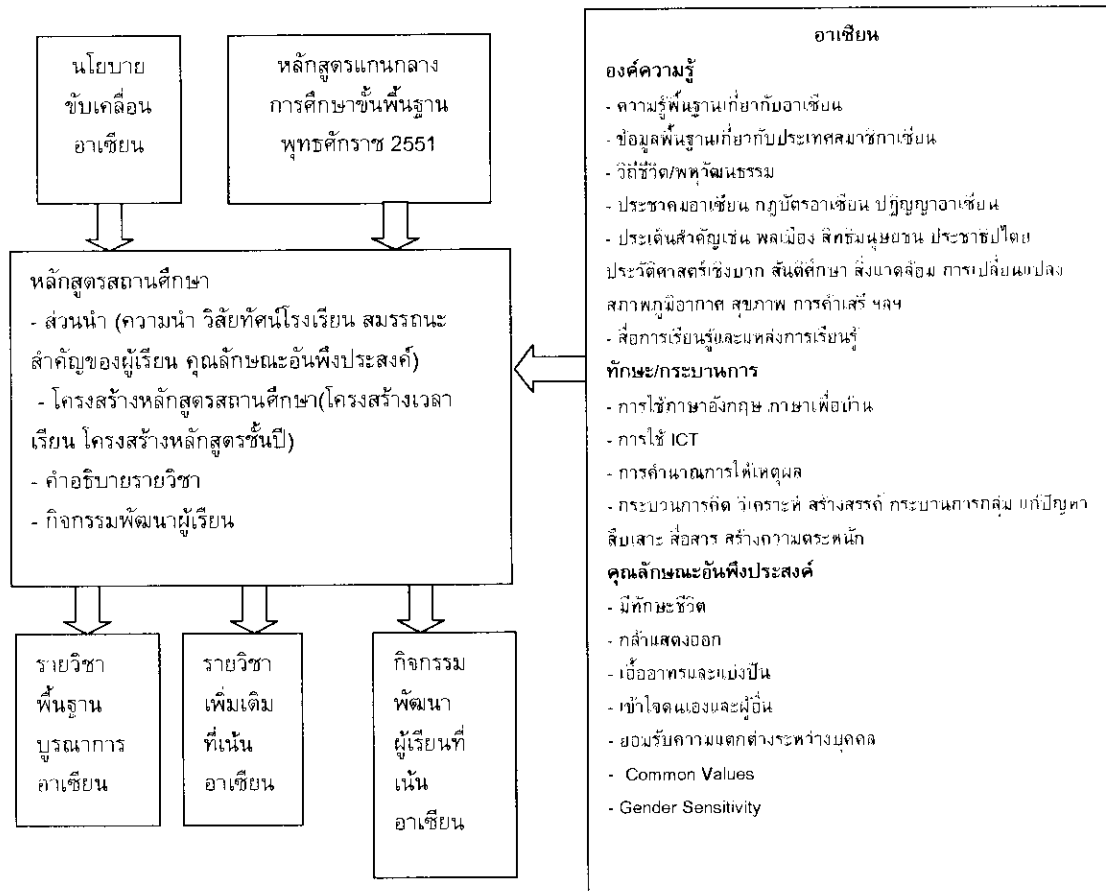 นโยบาย
ขับเคลื่อน
อาเซียน
หลักสูตรแกนกลาง
การศึกษาขั้นพื้นฐาน
พุทธศักราช 2551
หลักสูตรสถานศึกษา
- ส่วนนำ (ความนำ วิสัยทัศน์โรงเรียน สมรรถนะ
สำคัญของผู้เรียน คุณลักษณะอันพึงประสงค์)
- โครงสร้างหลักสูตรสถานศึกษา(โครงสร้างเวลา
เรียน โครงสร้างหลักสูตรชั้นปี)
- คำอธิบายรายวิชา
- กิจกรรมพัฒนาผู้เรียน
รายวิชา
พื้นฐาน
บูรณาการ
อาเซียน
รายวิชา
เพิ่มเติม
ที่เน้น
อาเซียน
กิจกรรม
พัฒนา
ผู้เรียนที่
เน้น
อาเซียน
อาเซียน
องค์ความรู้
- ความรู้พื้นฐานเกี่ยวกับอาเซียน
- ข้อมูลพื้นฐานเกี่ยวกับประเทศสมาชิกาเซียน
- วิถีชีวิต/พหุวัฒนธรรม
- ประชาคมอาเซียน กฎบัตรอาเซียน ปฏิญญาอาเซียน
- ประเด็นสำคัญเช่น พลเมือง สิทธิมนุษยชน ประชาธิปไตย
ประวัติศาสตร์เชิงบวก สันติศึกษา สิ่งแวดล้อม การเปลี่ยนแปลง
สภาพภูมิอากาศ สุขภาพ การค้าเสรี ฯลฯ
- สื่อการเรียนรู้และแหล่งการเรียนรู้
ทักษะ/กระบวนการ
- การใช้ภาษาอังกฤษ ภาษาเพื่อบ้าน
- การใช้ ICT
- การคำนวณการให้เหตุผล
- กระบวนการคิด วิเคราะห์ สร้างสรรค์ กระบวนการกลุ่ม แก้ปัญหา
สืบเสาะ สื่อสาร สร้างความตระหนัก
คุณลักษณะอันพึงประสงค์
- มีทักษะชีวิต
- กล้าแสดงออก
- เอื้ออาทรและแบ่งปัน
- เข้าใจตนเองและผู้อื่น
- ยอมรับความแตกต่างระหว่างบุคคล
- Common Values
- Gender Sensitivity